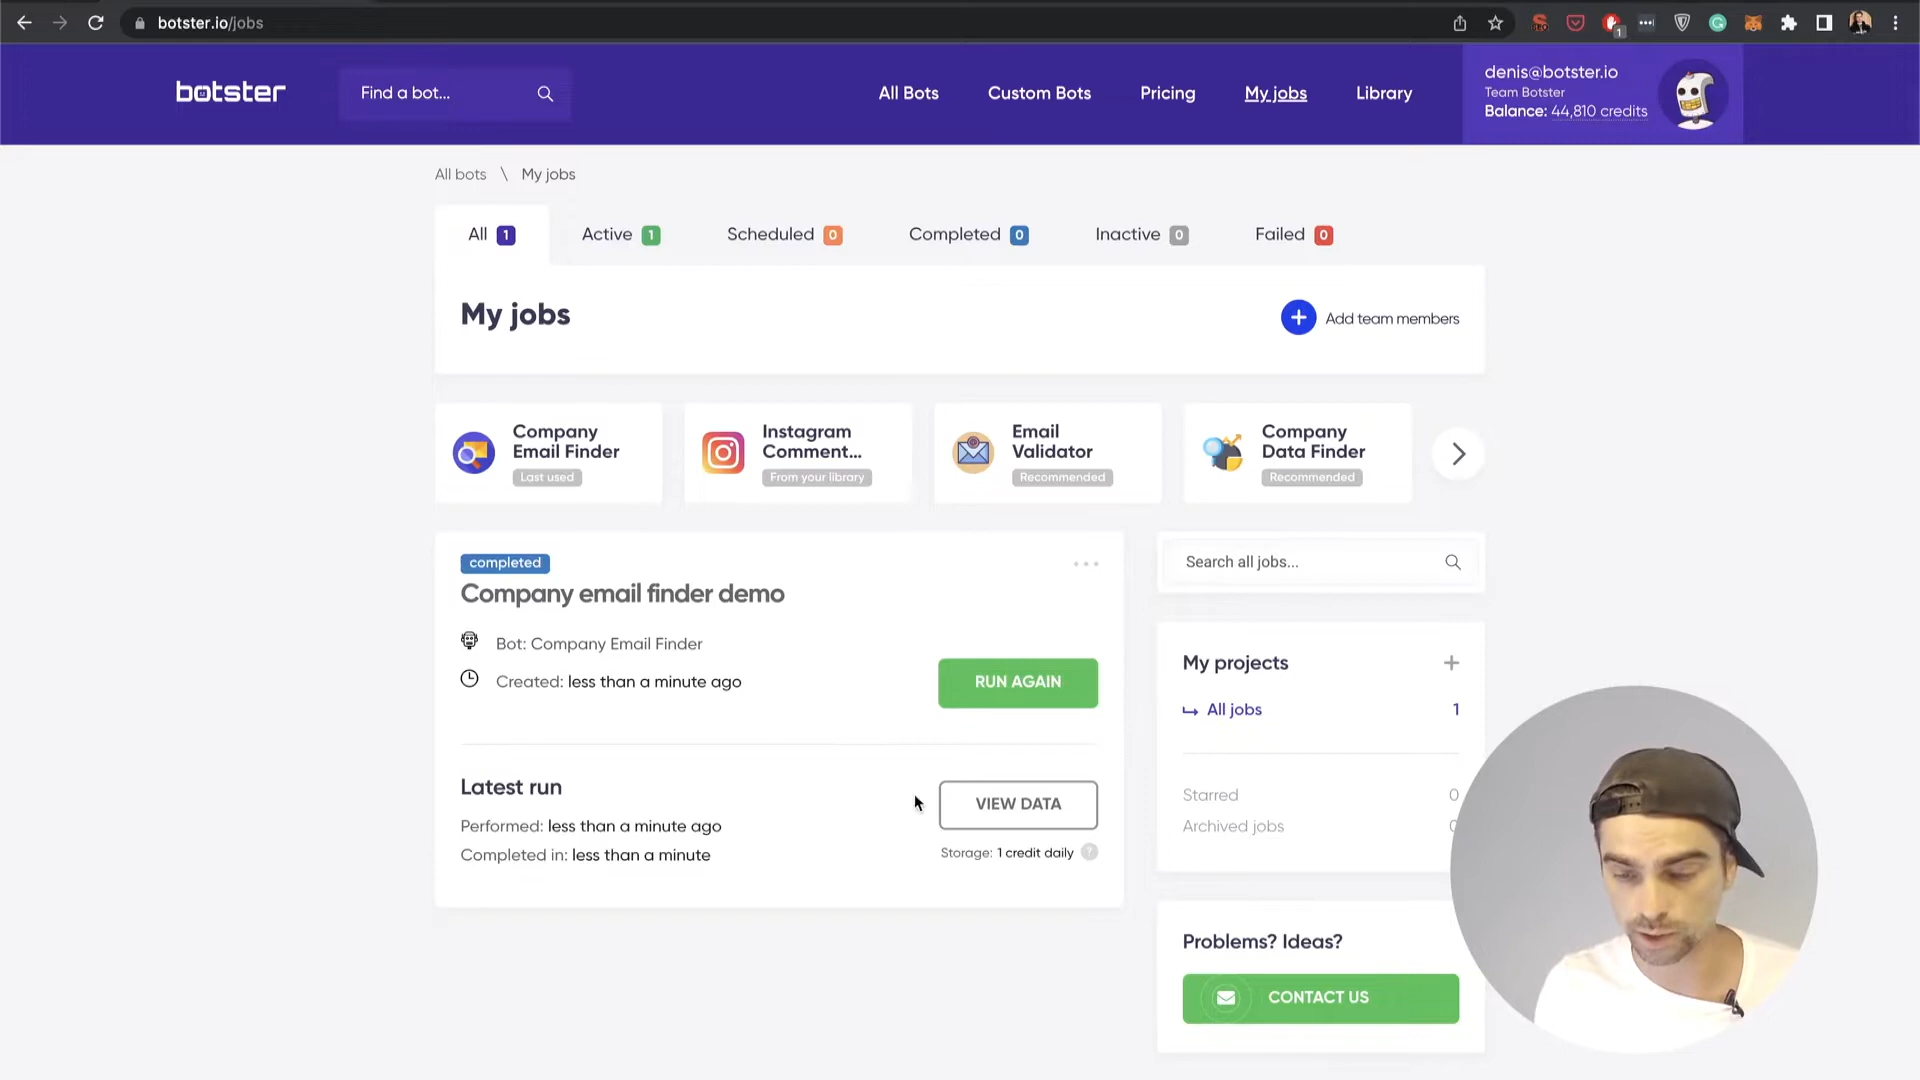 botster.io/jobs
1
botster
Find a bot...
All Bots
Custom Bots
Pricing
My jobs
Library
denis@botster.io
Team Botster
Balance: 44,810 credits
All bots \ My jobs
All 1
Active 1
Scheduled 0
Completed 0
Inactive 0
Failed 0
My jobs
Add team members
Company
Email Finder
Last used
Instagram
Comment...
From your library
Email
Validator
Recommended
Company
Data Finder
Recommended
completed
Company email finder demo
Bot: Company Email Finder
Created: less than a minute ago
RUN AGAIN
Latest run
Performed: less than a minute ago
Completed in: less than a minute
VIEW DATA
Storage: 1 credit daily ?
Search all jobs...
My projects
All jobs 1
Starred 0
Archived jobs 0
Problems? Ideas?
CONTACT US